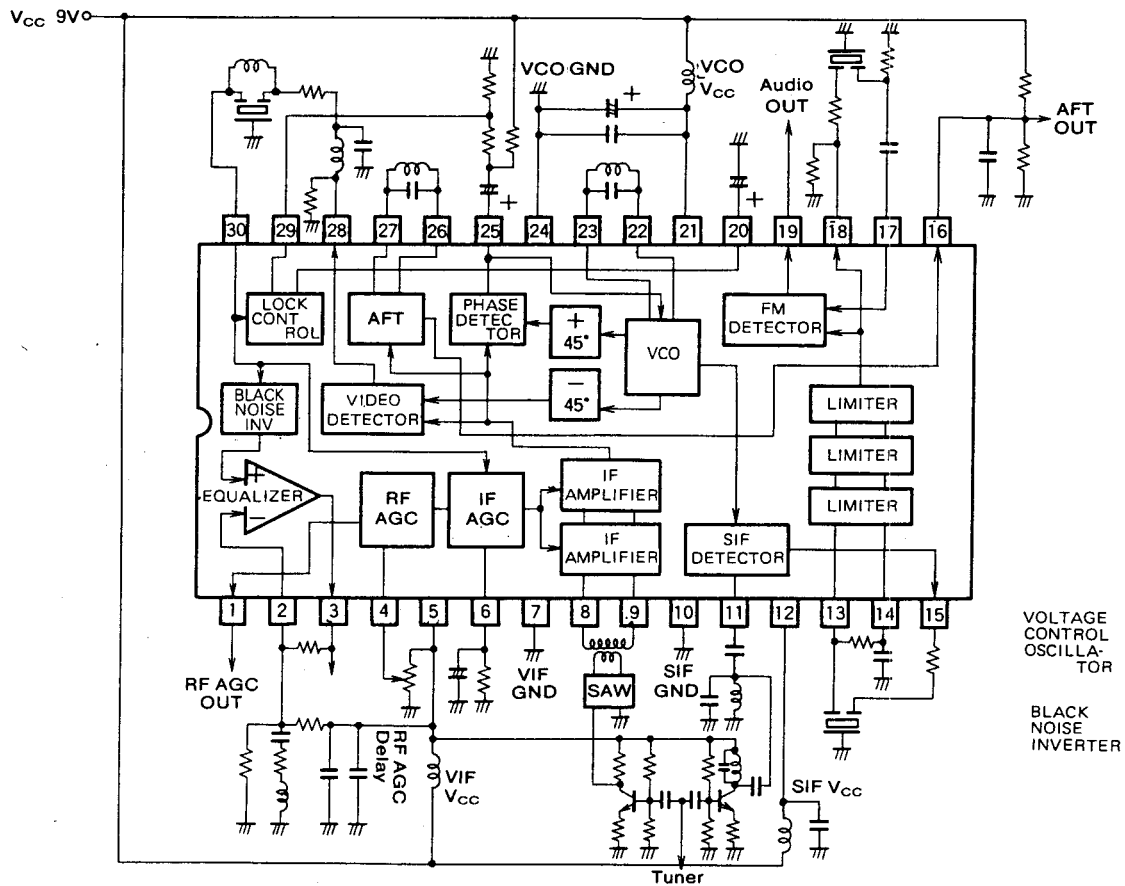 Vcc 9V
VCO GND
VCO
Vcc
Audio
OUT
AFT
OUT
30
29
28
27
26
25
24
23
22
21
20
19
18
17
16
LOCK
CONT
ROL
AFT
PHASE
DETEC
TOR
+
45°
VCO
FM
DETECTOR
BLACK
NOISE
INV
VIDEO
DETECTOR
−
45°
LIMITER
LIMITER
LIMITER
+
EQUALIZER
−
RF
AGC
IF
AGC
IF
AMPLIFIER
IF
AMPLIFIER
SIF
DETECTOR
1
2
3
4
5
6
7
8
9
10
11
12
13
14
15
RF AGC
OUT
RF AGC
Delay
VIF
Vcc
VIF
GND
SAW
SIF
GND
SIF Vcc
Tuner
VOLTAGE
CONTROL
OSCILLA-
TOR
BLACK
NOISE
INVERTER